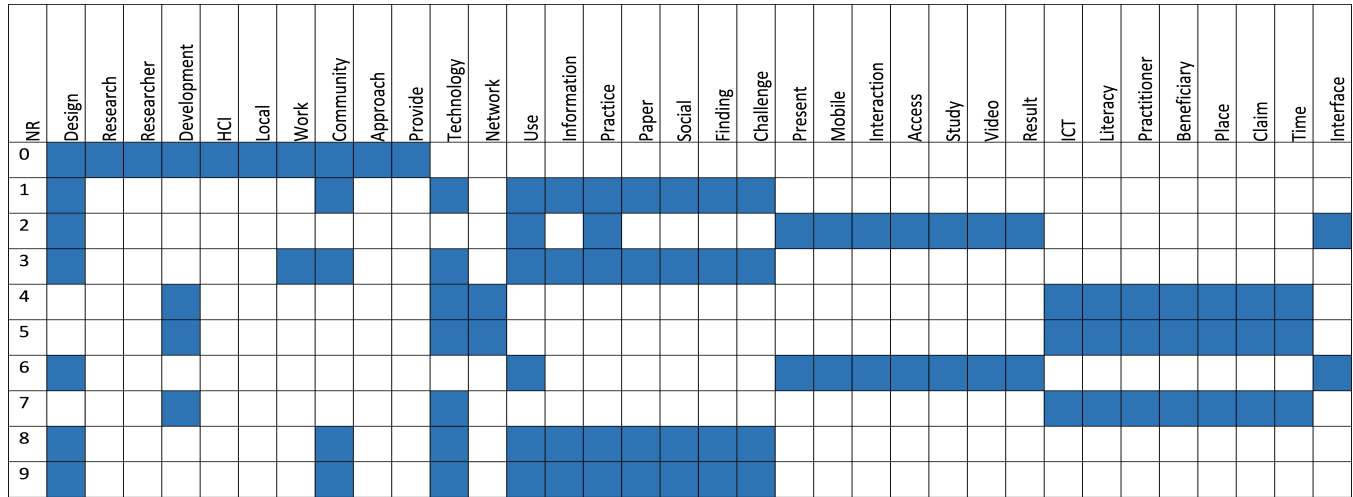 NR
Design
Research
Researcher
Development
HCI
Local
Work
Community
Approach
Provide
Technology
Network
Use
Information
Practice
Paper
Social
Finding
Challenge
Present
Mobile
Interaction
Access
Study
Video
Result
ICT
Literacy
Practitioner
Beneficiary
Place
Claim
Time
Interface
0
1
2
3
4
5
6
7
8
9